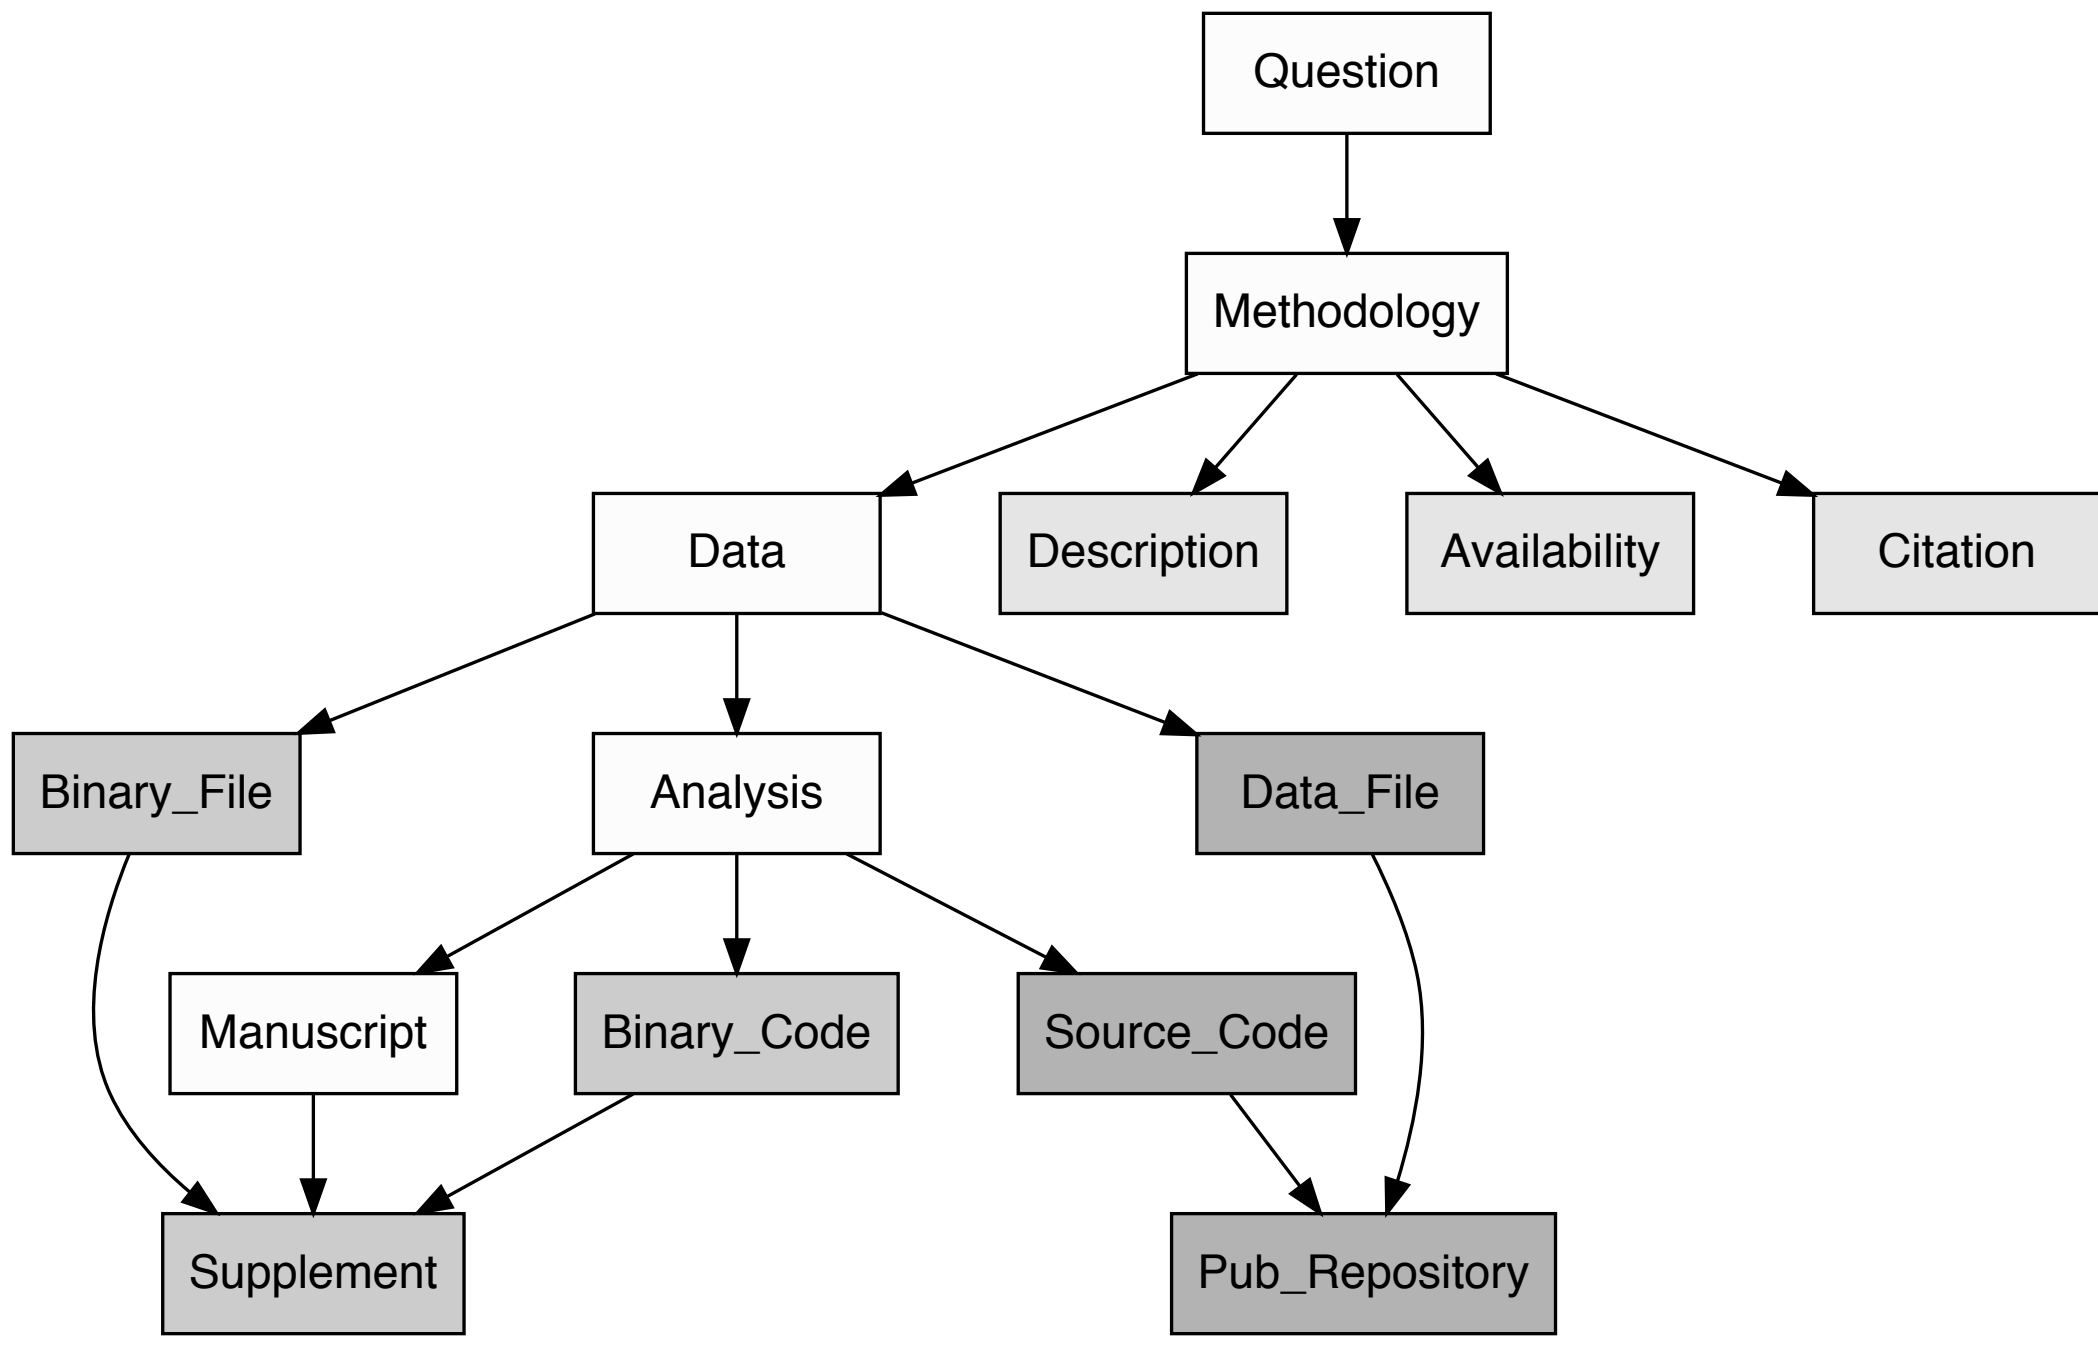 Question
Methodology
Data
Description
Availability
Citation
Binary_File
Analysis
Data_File
Manuscript
Binary_Code
Source_Code
Supplement
Pub_Repository